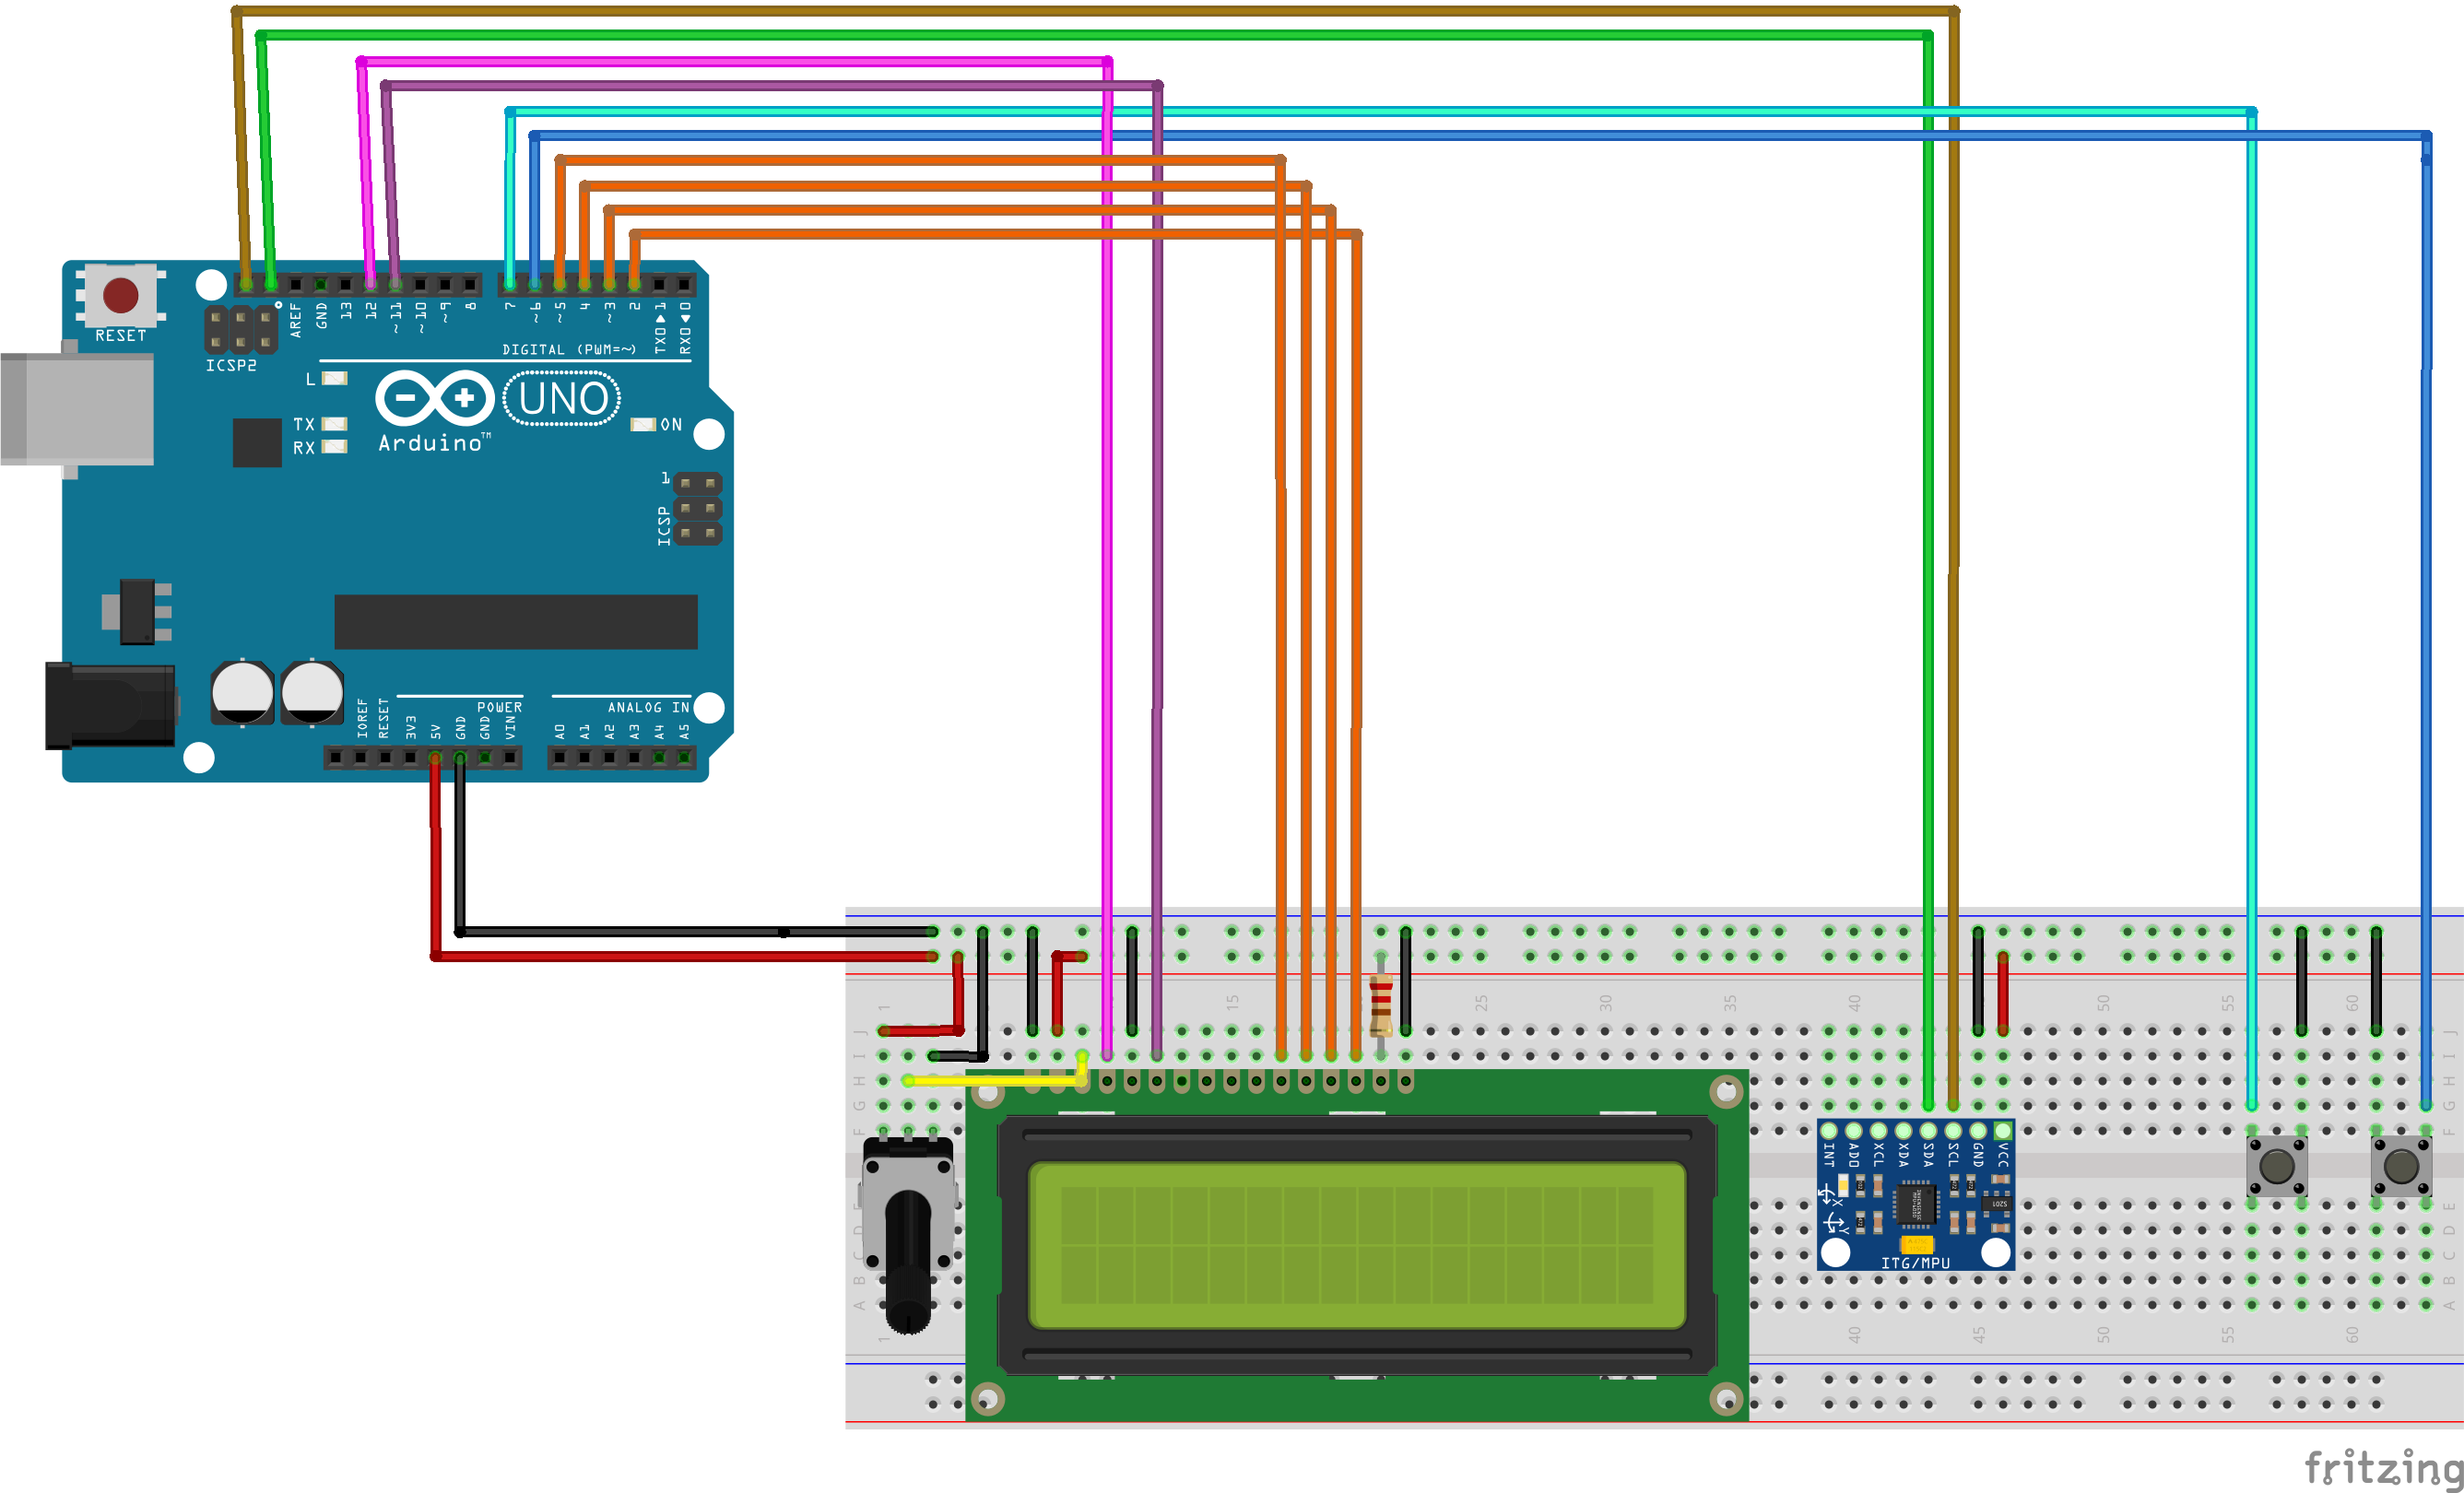 RESET
ICSP2
AREF
GND
13
12
~11
~10
~9
8
7
~6
~5
4
~3
2
TX0▶1
RX0◀0
DIGITAL (PWM=~)
L
TX
RX
Arduino™
UNO
ON
1
ICSP
IOREF
RESET
3V3
5V
GND
GND
VIN
POWER
ANALOG IN
A0
A1
A2
A3
A4
A5
1
15
25
30
35
40
50
55
60
J
I
H
G
F
J
I
H
G
F
INT
AD0
XCL
XDA
SDA
SCL
GND
VCC
X
Y
ITG/MPU
D
C
B
A
E
D
C
B
A
1
40
45
50
55
60
fritzing